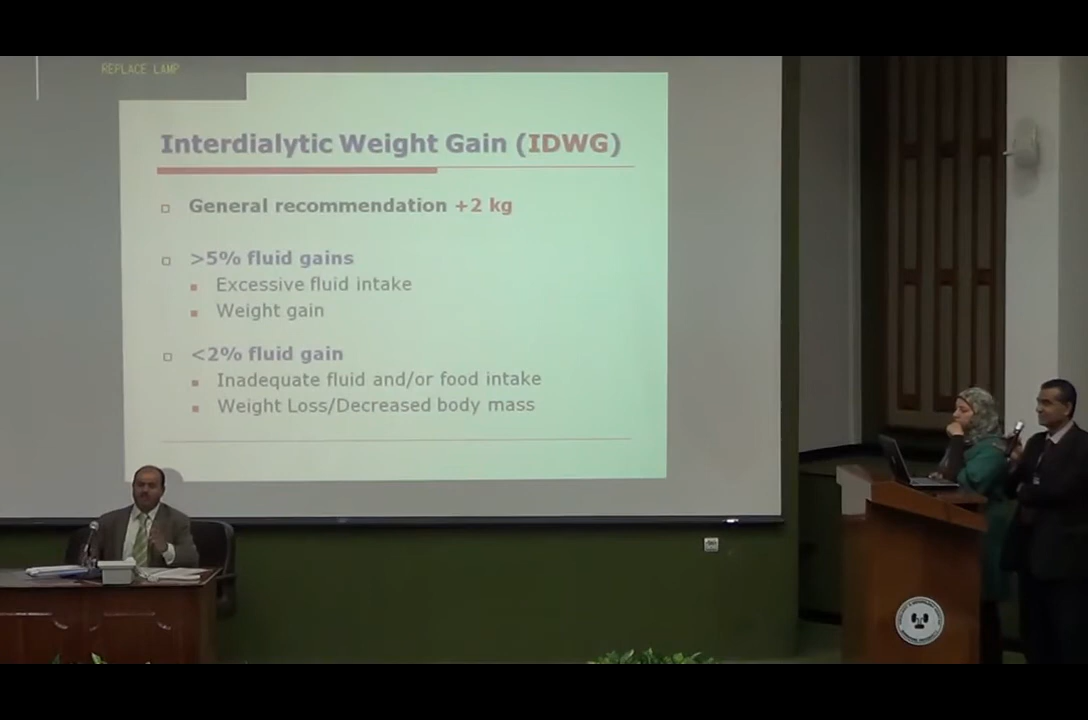 REPLACE LAMP
Interdialytic Weight Gain (IDWG)
General recommendation +2 kg
>5% fluid gains
Excessive fluid intake
Weight gain
<2% fluid gain
Inadequate fluid and/or food intake
Weight Loss/Decreased body mass